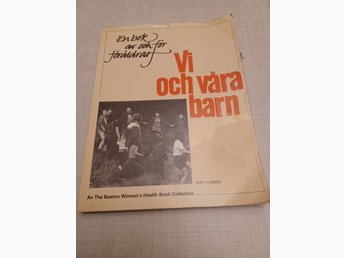 En bok
av och för
föräldrar
Vi
och våra
barn
Av The Boston Women's Health Book Collective